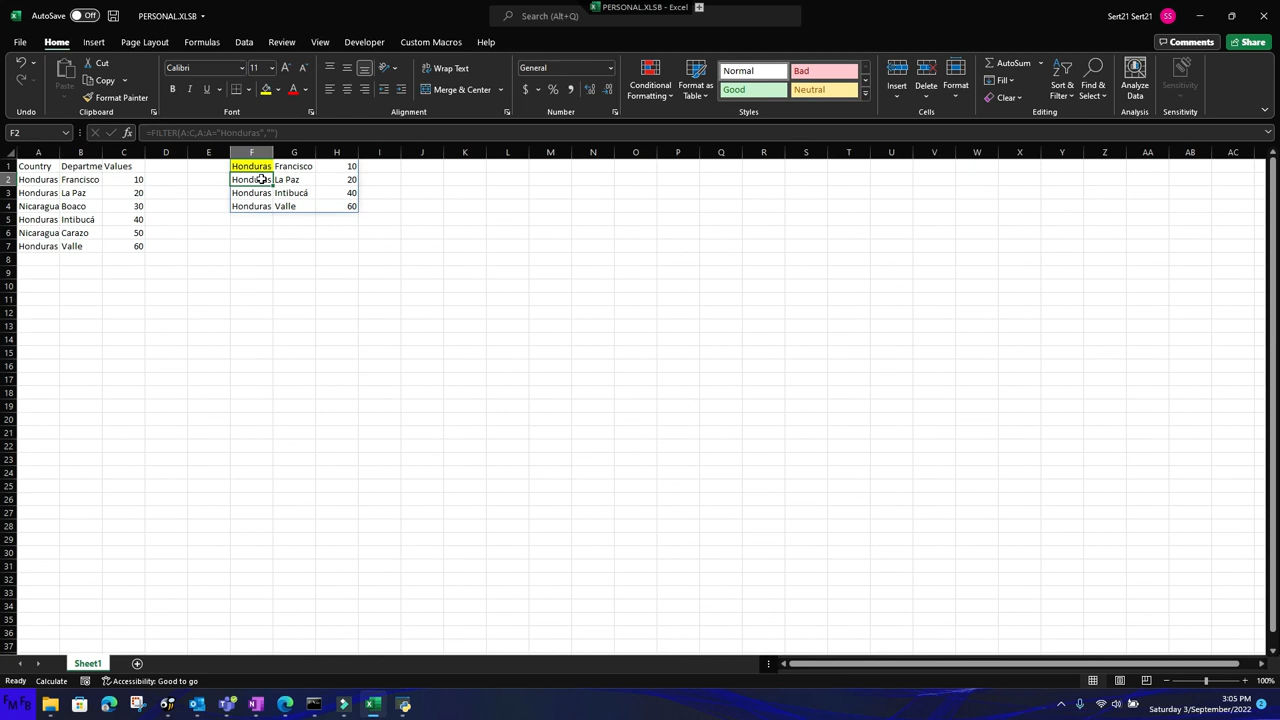 AutoSave Off PERSONAL.XLSB PERSONAL.XLSB - Excel Search (Alt+Q) Sert21 Sert21 SS
File Home Insert Page Layout Formulas Data Review View Developer Custom Macros Help Comments Share
Cut Calibri 11 Wrap Text General Normal Bad AutoSum
Paste Copy Conditional Format as Insert Delete Format Fill Sort & Find & Analyze
Format Painter Merge & Center Formatting Table Good Neutral Clear Filter Select Data
Undo Clipboard Font Alignment Number Styles Cells Editing Analysis Sensitivity
F2 fx =FILTER(A:C,A:A="Honduras","")
A B C D E F G H I J K L M N O P Q R S T U V W X Y Z AA AB AC
1 Country Departme Values Honduras Francisco 10
2 Honduras Francisco 10 Honduras La Paz 20
3 Honduras La Paz 20 Honduras Intibucá 40
4 Nicaragua Boaco 30 Honduras Valle 60
5 Honduras Intibucá 40
6 Nicaragua Carazo 50
7 Honduras Valle 60
8
9
10
11
12
13
14
15
16
17
18
19
20
21
22
23
24
25
26
27
28
29
30
31
32
33
34
35
36
37
Sheet1
Ready Calculate Accessibility: Good to go 100%
3:05 PM
Saturday 3/September/2022 2